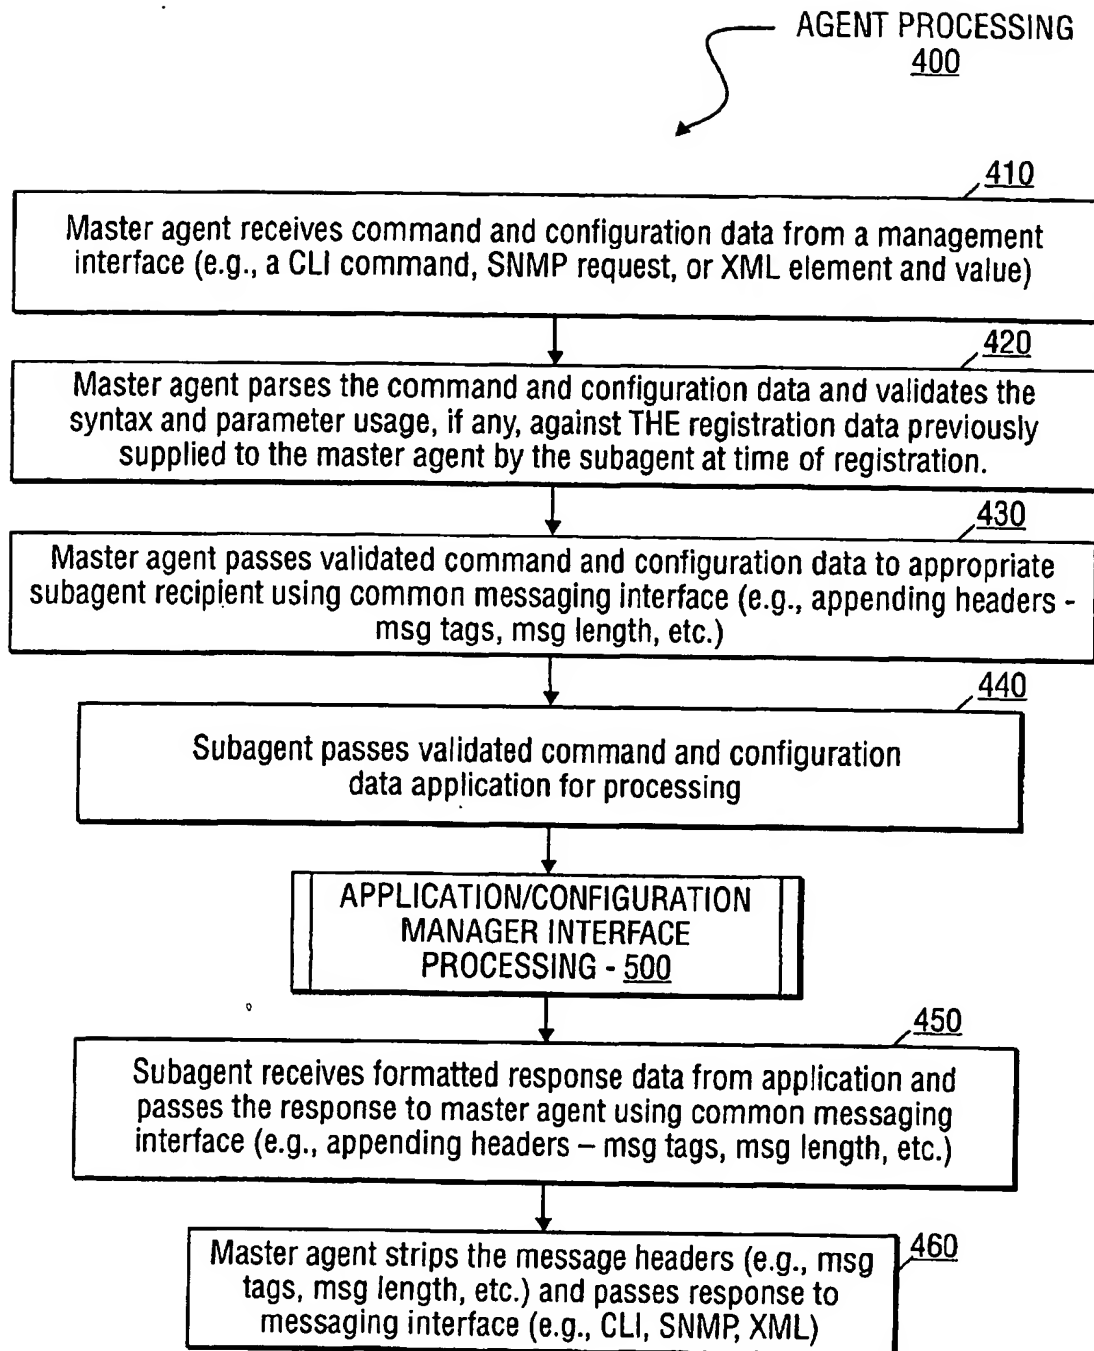 AGENT PROCESSING
400
410
Master agent receives command and configuration data from a management
interface (e.g., a CLI command, SNMP request, or XML element and value)
420
Master agent parses the command and configuration data and validates the
syntax and parameter usage, if any, against THE registration data previously
supplied to the master agent by the subagent at time of registration.
430
Master agent passes validated command and configuration data to appropriate
subagent recipient using common messaging interface (e.g., appending headers -
msg tags, msg length, etc.)
440
Subagent passes validated command and configuration
data application for processing
APPLICATION/CONFIGURATION
MANAGER INTERFACE
PROCESSING - 500
450
Subagent receives formatted response data from application and
passes the response to master agent using common messaging
interface (e.g., appending headers – msg tags, msg length, etc.)
460
Master agent strips the message headers (e.g., msg
tags, msg length, etc.) and passes response to
messaging interface (e.g., CLI, SNMP, XML)